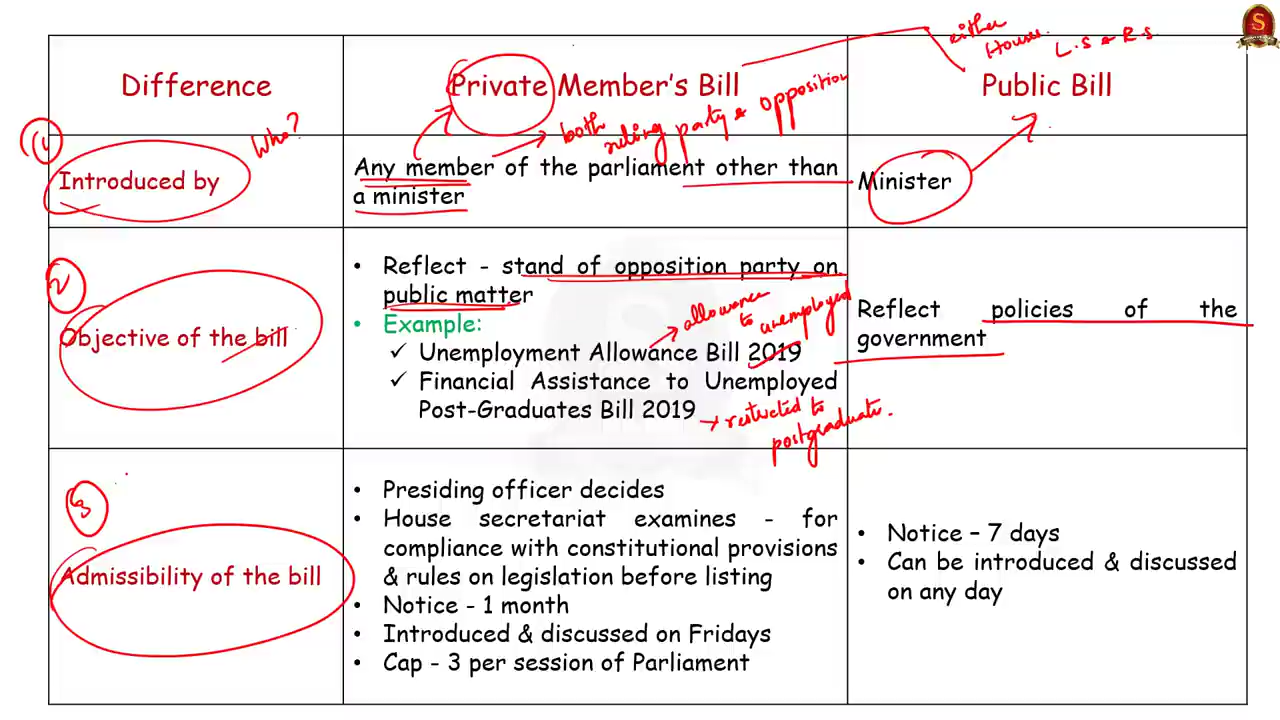 either
House
L.S & R.S
Difference
Private Member's Bill
Public Bill
both ruling party & opposition
1
Who?
Introduced by
Any member of the parliament other than
a minister
Minister
2
Objective of the bill
• Reflect - stand of opposition party on
public matter
• Example:
allowance
to unemployed
✓ Unemployment Allowance Bill 2019
✓ Financial Assistance to Unemployed
Post-Graduates Bill 2019
restricted to
postgraduate.
Reflect policies of the
government
3
Admissibility of the bill
• Presiding officer decides
• House secretariat examines - for
compliance with constitutional provisions
& rules on legislation before listing
• Notice - 1 month
• Introduced & discussed on Fridays
• Cap - 3 per session of Parliament
• Notice – 7 days
• Can be introduced & discussed
on any day